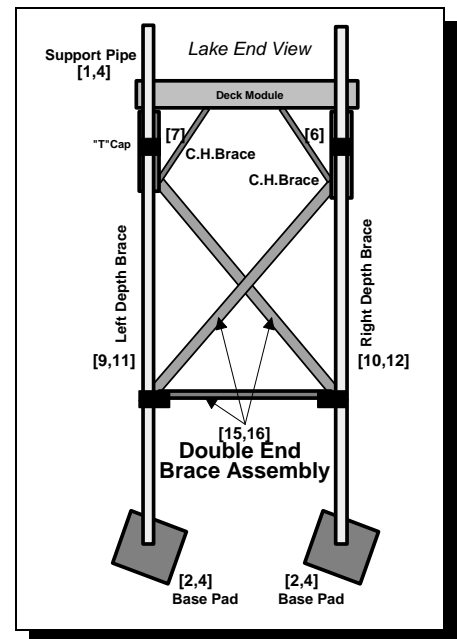 Lake End View
Support Pipe
[1,4]
Deck Module
"T"Cap
[7]
[6]
C.H.Brace
C.H.Brace
Left Depth Brace
Right Depth Brace
[9,11]
[10,12]
[15,16]
Double End
Brace Assembly
[2,4]
Base Pad
[2,4]
Base Pad